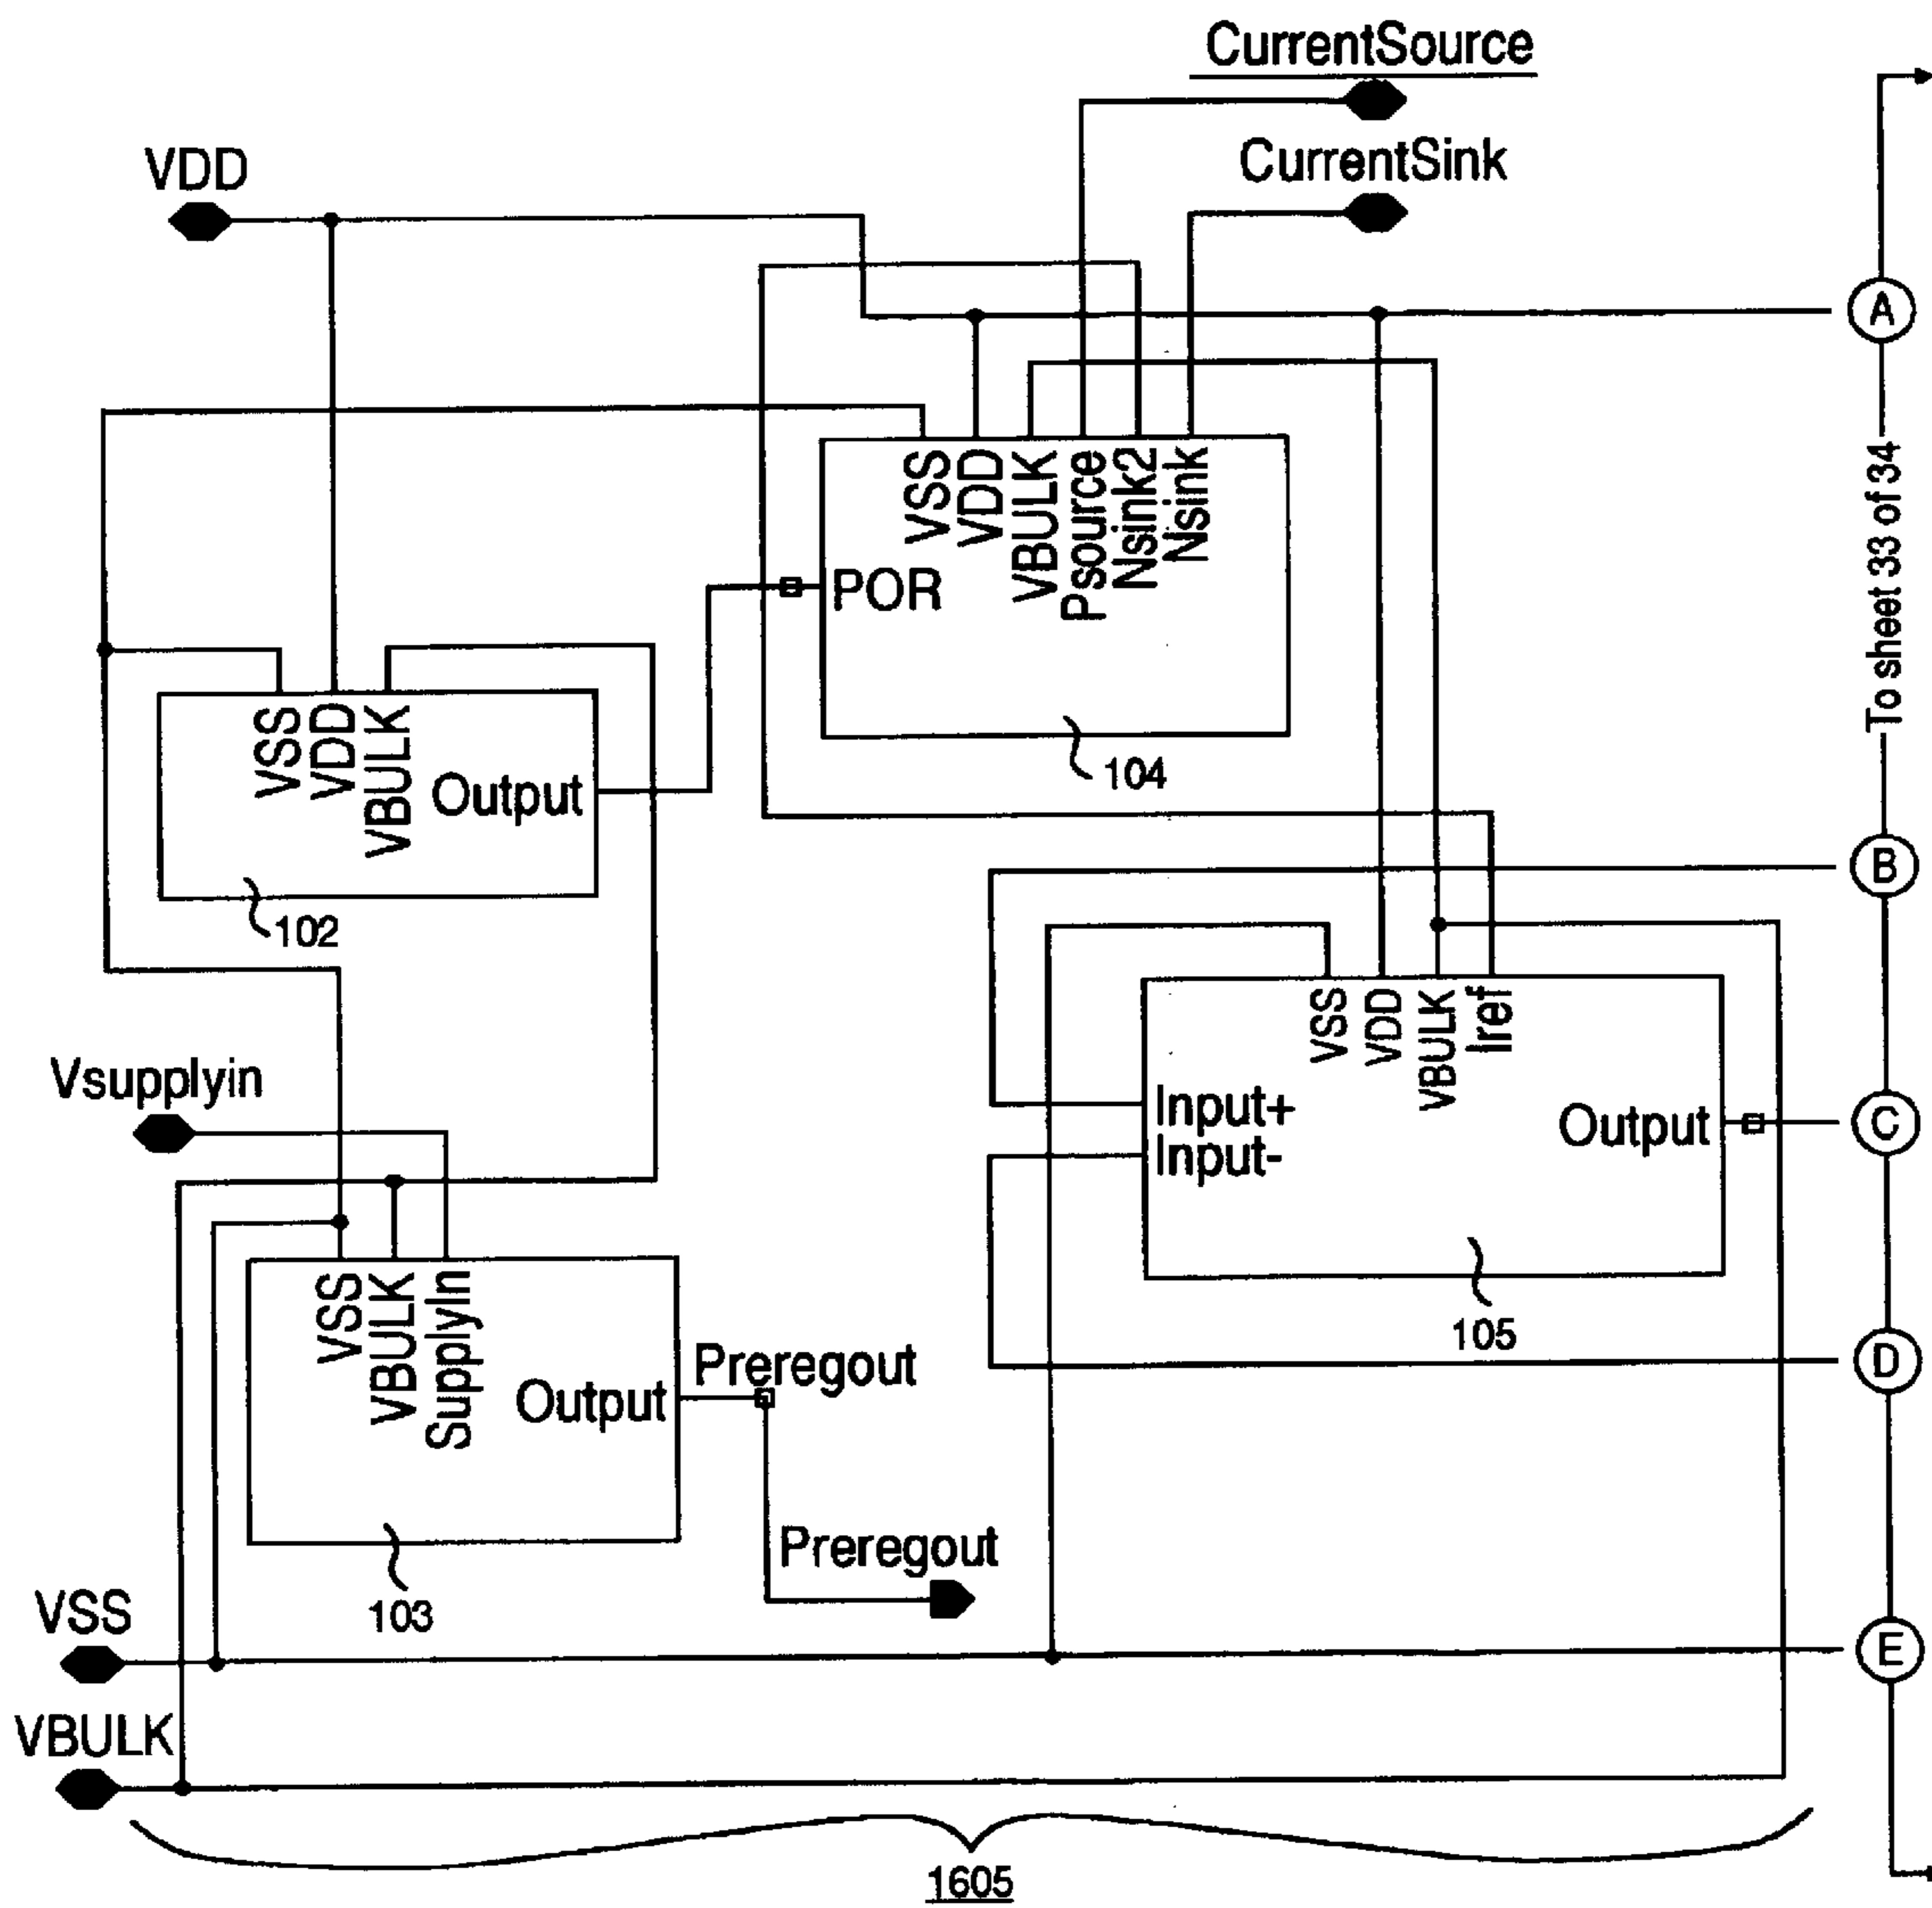 CurrentSource
CurrentSink
VDD
A
VSS
VDD
VBULK
Psource
Nsink2
Nsink
POR
104
To sheet 33 of 34
VSS
VDD
VBULK
Output
102
B
VSS
VDD
VBULK
Iref
Input+
Input-
Output
105
C
Vsupplyin
VSS
VBULK
SupplyIn
Output
Preregout
103
Preregout
D
VSS
E
VBULK
1605